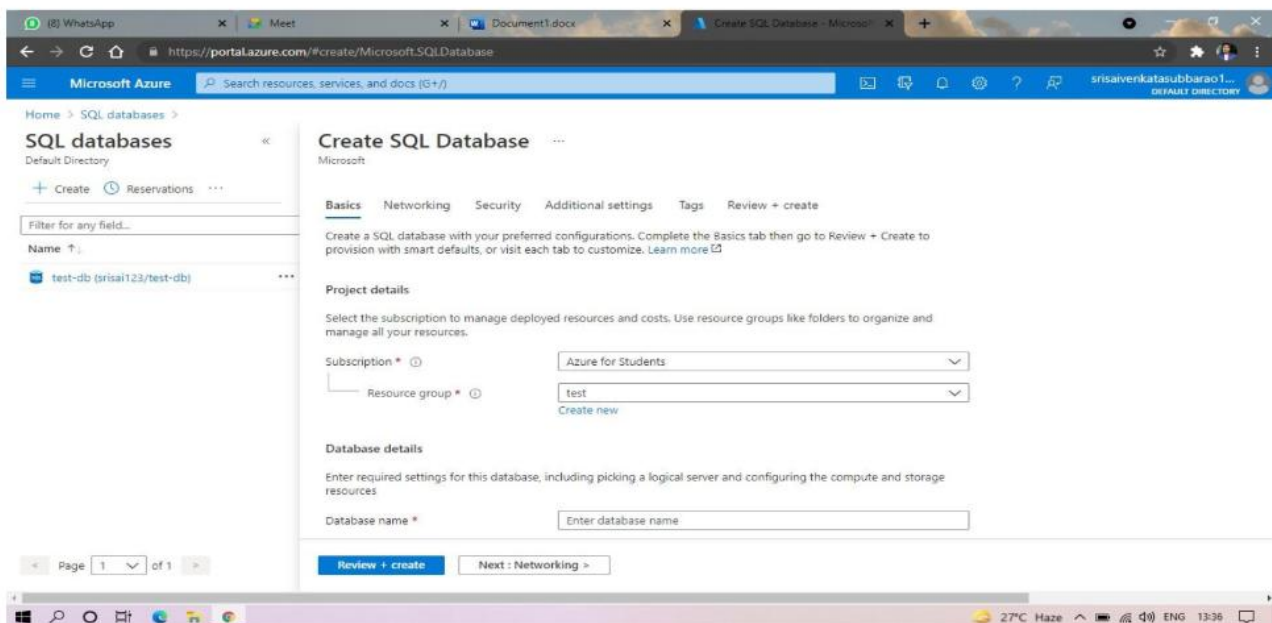 (8) WhatsApp
Meet
Document1.docx
Create SQL Database - Microsof
https://portal.azure.com/#create/Microsoft.SQLDatabase
Microsoft Azure
Search resources, services, and docs (G+/)
srisaivenkatasubbarao1...
DEFAULT DIRECTORY
Home > SQL databases >
SQL databases
Default Directory
+ Create Reservations ...
Filter for any field...
Name ↑↓
test-db (srisai123/test-db) ...
< Page 1 of 1 >
Create SQL Database ...
Microsoft
Basics Networking Security Additional settings Tags Review + create
Create a SQL database with your preferred configurations. Complete the Basics tab then go to Review + Create to
provision with smart defaults, or visit each tab to customize. Learn more
Project details
Select the subscription to manage deployed resources and costs. Use resource groups like folders to organize and
manage all your resources.
Subscription * Azure for Students
Resource group * test
Create new
Database details
Enter required settings for this database, including picking a logical server and configuring the compute and storage
resources
Database name * Enter database name
Review + create Next : Networking >
27°C Haze ENG 13:36